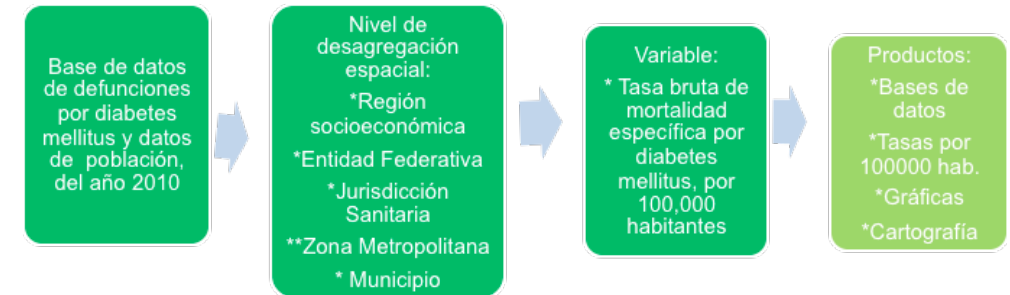 Base de datos
de defunciones
por diabetes
mellitus y datos
de población,
del año 2010
Nivel de
desagregación
espacial:
*Región
socioeconómica
*Entidad Federativa
*Jurisdicción
Sanitaria
**Zona Metropolitana
* Municipio
Variable:
* Tasa bruta de
mortalidad
específica por
diabetes
mellitus, por
100,000
habitantes
Productos:
*Bases de
datos
*Tasas por
100000 hab.
*Gráficas
*Cartografía